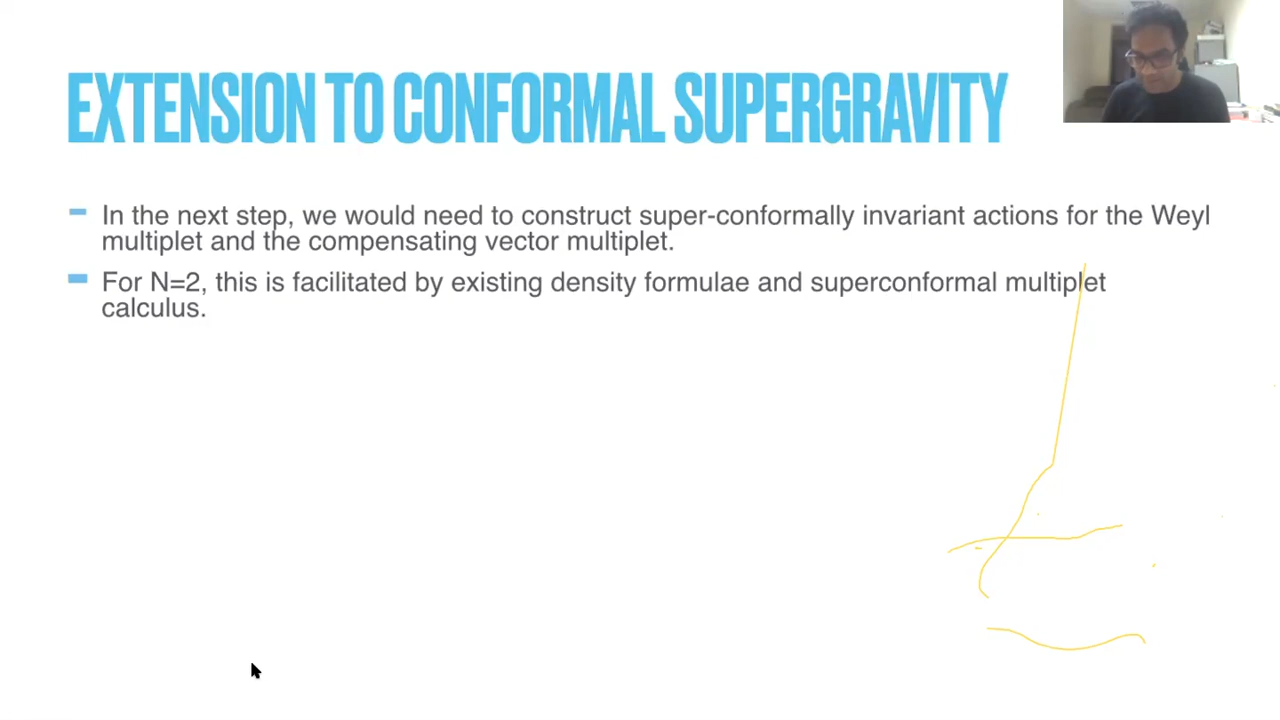 EXTENSION TO CONFORMAL SUPERGRAVITY
In the next step, we would need to construct super-conformally invariant actions for the Weyl
multiplet and the compensating vector multiplet.
For N=2, this is facilitated by existing density formulae and superconformal multiplet
calculus.